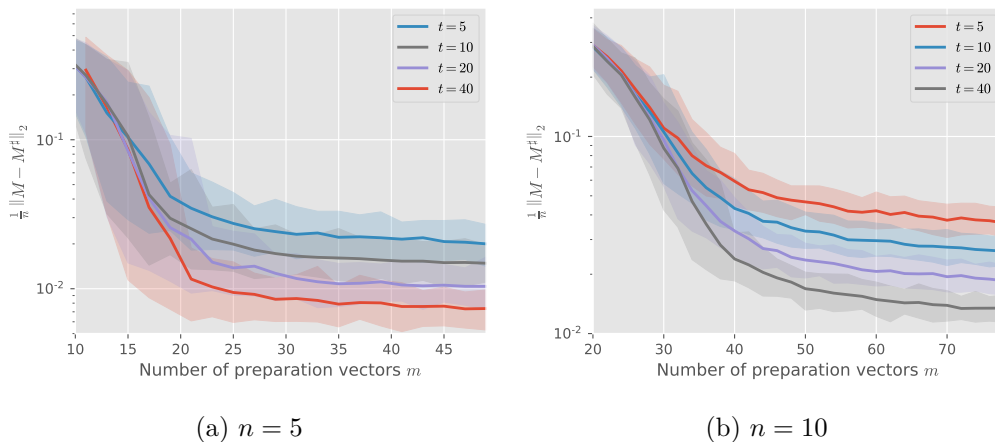 t = 5
t = 10
t = 20
t = 40
10⁻¹
10⁻²
1/n ‖M − M♯‖₂
10 15 20 25 30 35 40 45
Number of preparation vectors m
(a) n = 5
t = 5
t = 10
t = 20
t = 40
10⁻¹
10⁻²
1/n ‖M − M♯‖₂
20 30 40 50 60 70
Number of preparation vectors m
(b) n = 10